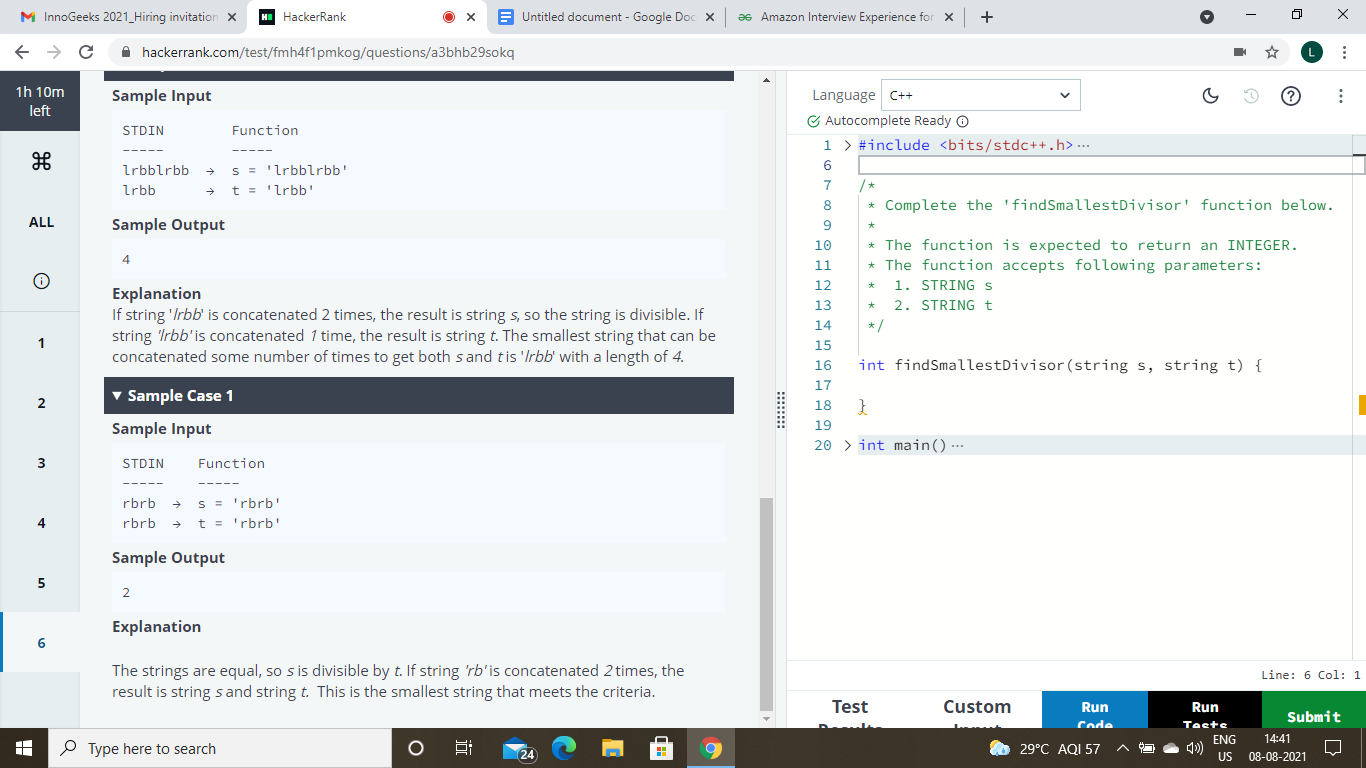 InnoGeeks 2021_Hiring invitation
HackerRank
Untitled document - Google Doc
Amazon Interview Experience for
hackerrank.com/test/fmh4f1pmkog/questions/a3bhb29sokq
L
1h 10m
left
ALL
1
2
3
4
5
6
Sample Input
STDIN Function
----- -----
lrbblrbb → s = 'lrbblrbb'
lrbb → t = 'lrbb'
Sample Output
4
Explanation
If string 'lrbb' is concatenated 2 times, the result is string s, so the string is divisible. If
string 'lrbb' is concatenated 1 time, the result is string t. The smallest string that can be
concatenated some number of times to get both s and t is 'lrbb' with a length of 4.
▼ Sample Case 1
Sample Input
STDIN Function
----- -----
rbrb → s = 'rbrb'
rbrb → t = 'rbrb'
Sample Output
2
Explanation
The strings are equal, so s is divisible by t. If string 'rb' is concatenated 2 times, the
result is string s and string t. This is the smallest string that meets the criteria.
Language C++
Autocomplete Ready
1 > #include <bits/stdc++.h> ···
6
7 /*
8 * Complete the 'findSmallestDivisor' function below.
9 *
10 * The function is expected to return an INTEGER.
11 * The function accepts following parameters:
12 * 1. STRING s
13 * 2. STRING t
14 */
15
16 int findSmallestDivisor(string s, string t) {
17
18 }
19
20 > int main() ···
Line: 6 Col: 1
Test
Results
Custom
Input
Run
Code
Run
Tests
Submit
Type here to search
24
29°C AQI 57
ENG
US
14:41
08-08-2021